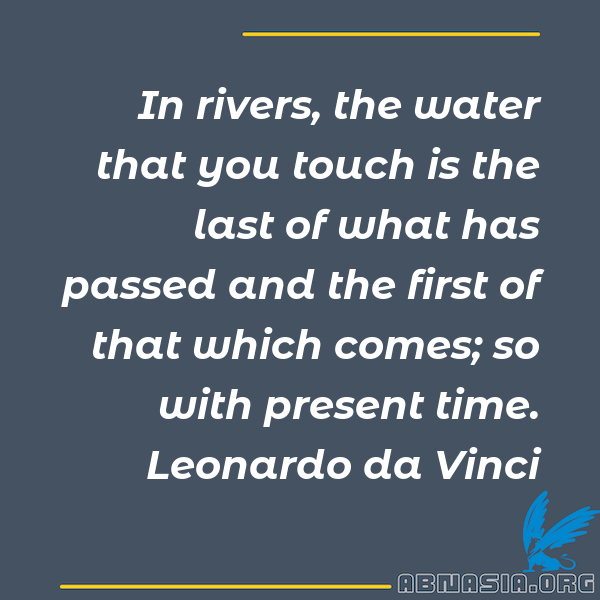 In rivers, the water
that you touch is the
last of what has
passed and the first of
that which comes; so
with present time.
Leonardo da Vinci
ABNASIA.ORG